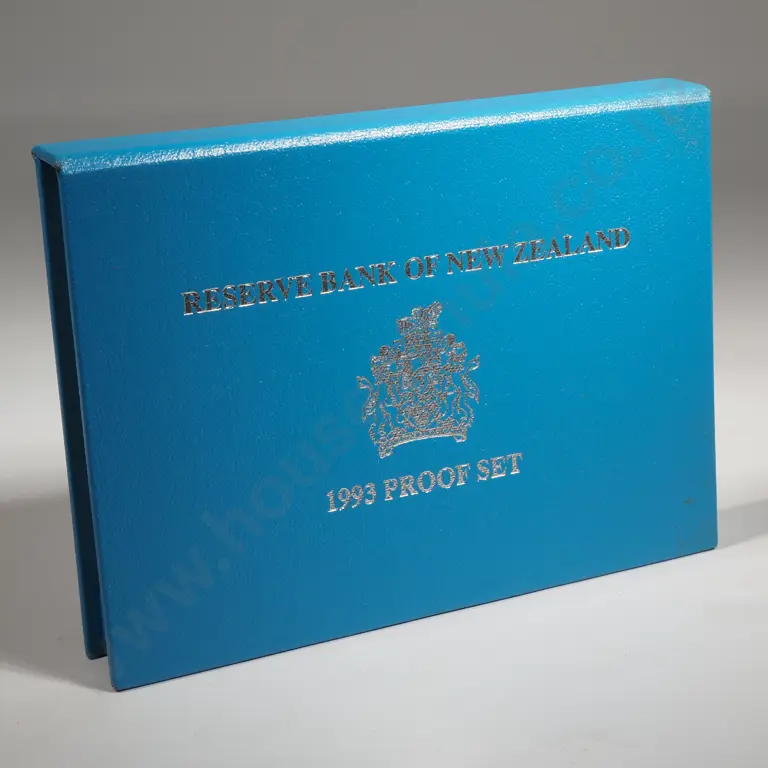 RESERVE BANK OF NEW ZEALAND
1993 PROOF SET